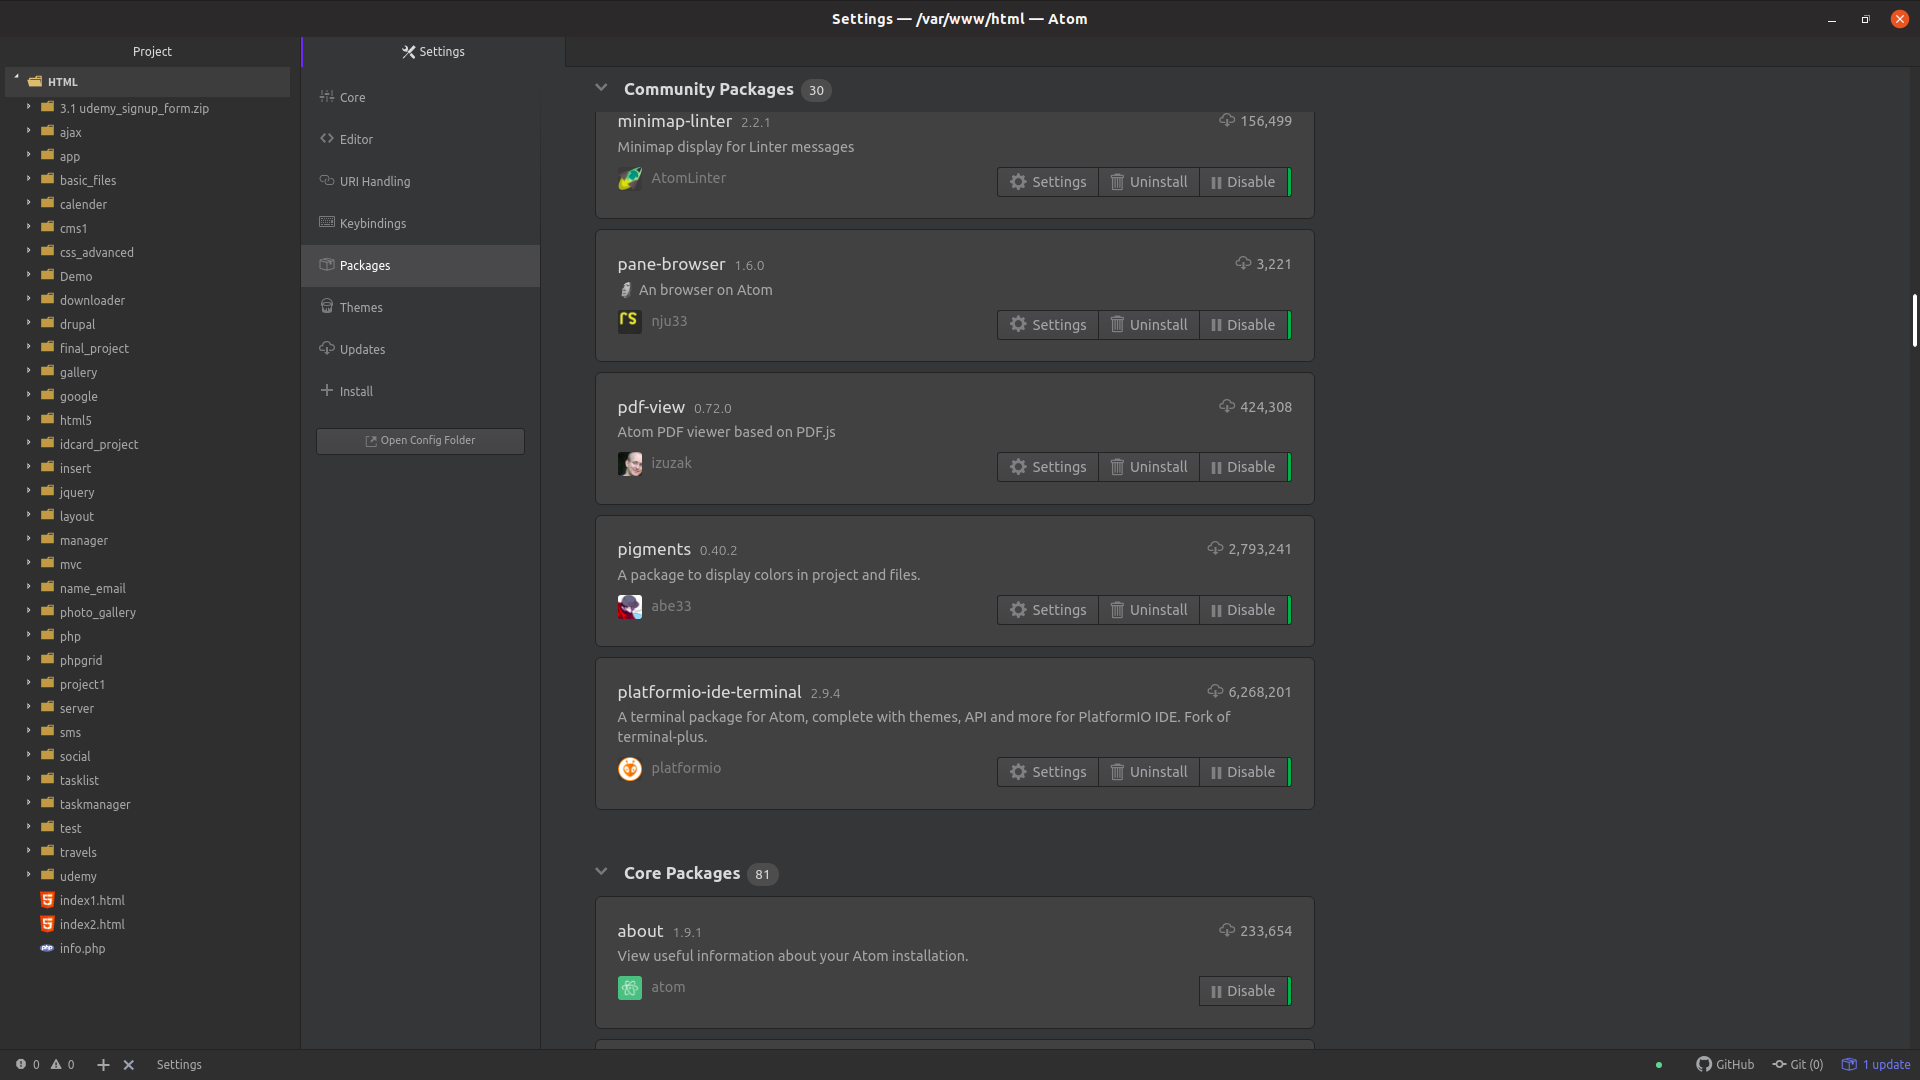 Settings — /var/www/html — Atom
Project
HTML
3.1 udemy_signup_form.zip
ajax
app
basic_files
calender
cms1
css_advanced
Demo
downloader
drupal
final_project
gallery
google
html5
idcard_project
insert
jquery
layout
manager
mvc
name_email
photo_gallery
php
phpgrid
project1
server
sms
social
tasklist
taskmanager
test
travels
udemy
index1.html
index2.html
info.php
Settings
Core
Editor
URI Handling
Keybindings
Packages
Themes
Updates
Install
Open Config Folder
Community Packages 30
minimap-linter 2.2.1 156,499
Minimap display for Linter messages
AtomLinter Settings Uninstall Disable
pane-browser 1.6.0 3,221
An browser on Atom
nju33 Settings Uninstall Disable
pdf-view 0.72.0 424,308
Atom PDF viewer based on PDF.js
izuzak Settings Uninstall Disable
pigments 0.40.2 2,793,241
A package to display colors in project and files.
abe33 Settings Uninstall Disable
platformio-ide-terminal 2.9.4 6,268,201
A terminal package for Atom, complete with themes, API and more for PlatformIO IDE. Fork of
terminal-plus.
platformio Settings Uninstall Disable
Core Packages 81
about 1.9.1 233,654
View useful information about your Atom installation.
atom Disable
0 0 Settings GitHub Git (0) 1 update